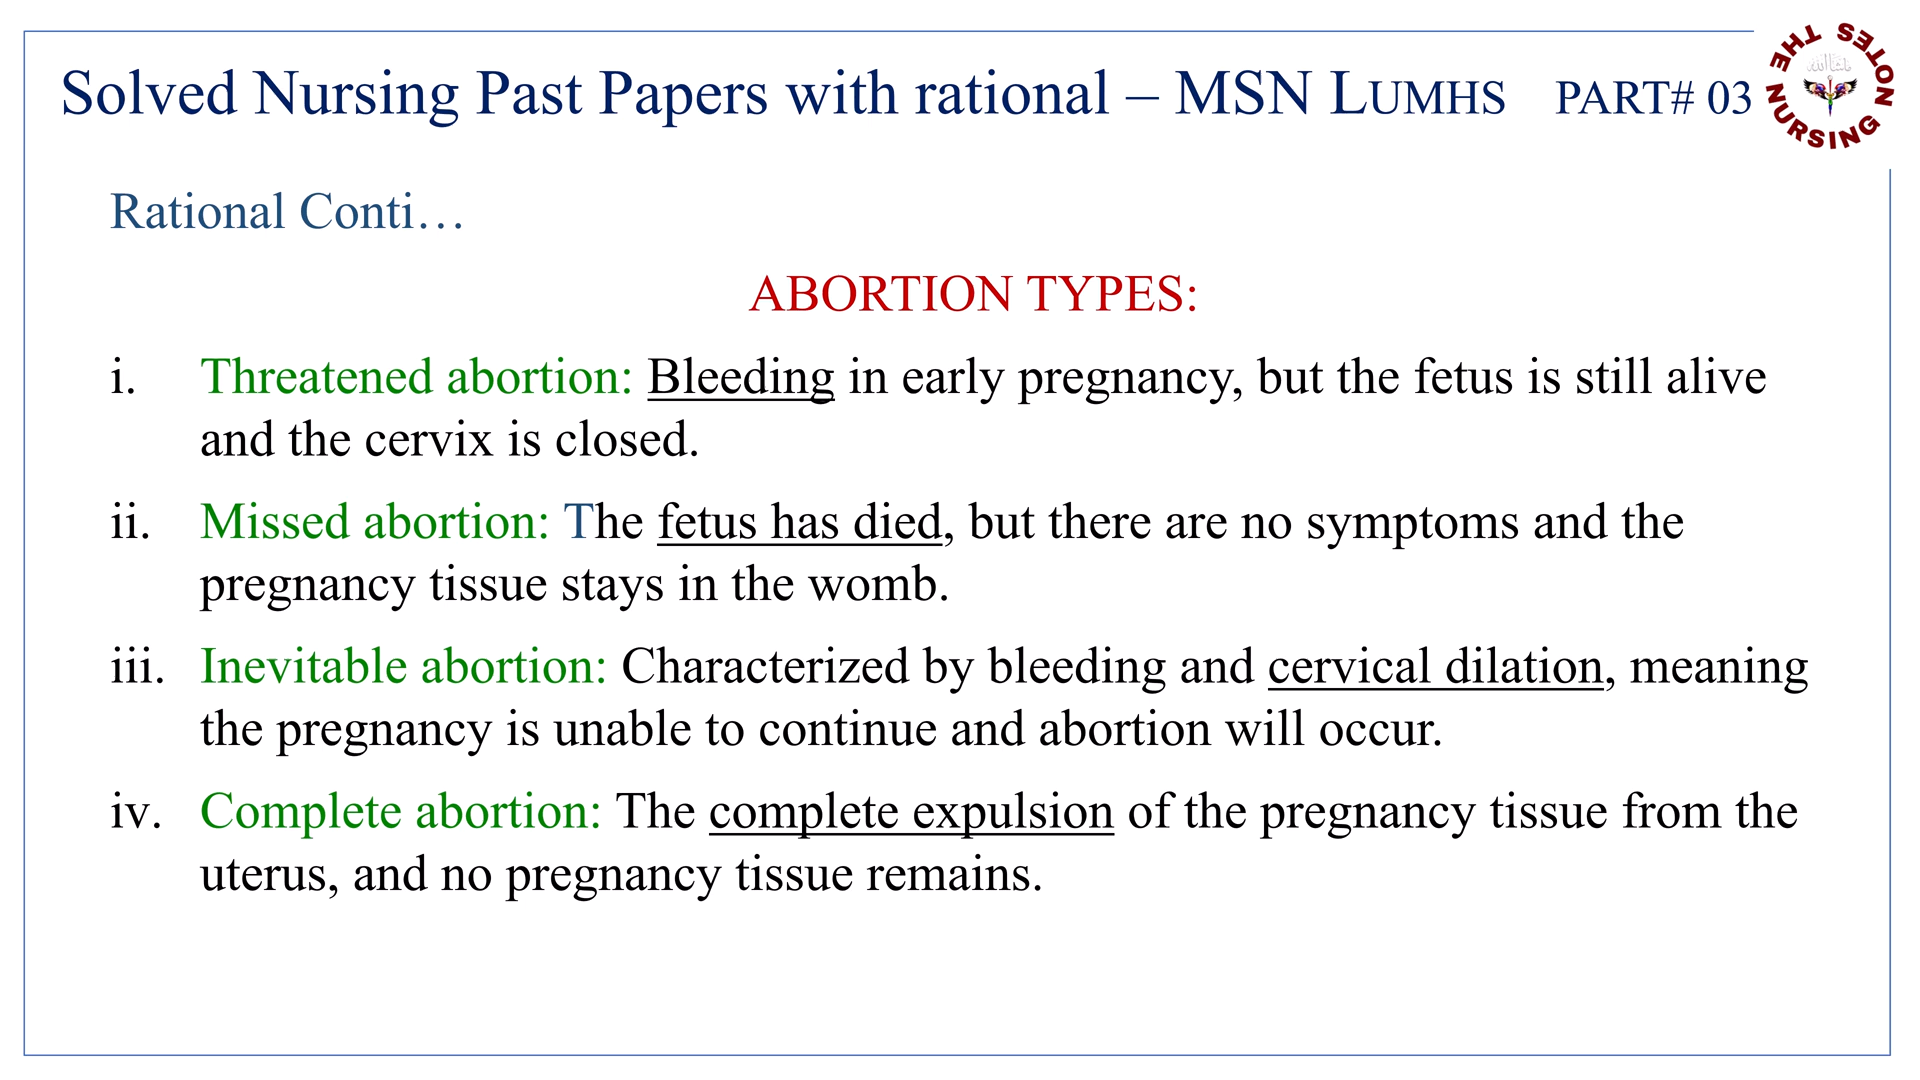 Solved Nursing Past Papers with rational – MSN LUMHS PART# 03
THE NURSING NOTES
ماشاالله
Rational Conti…
ABORTION TYPES:
i. Threatened abortion: Bleeding in early pregnancy, but the fetus is still alive
and the cervix is closed.
ii. Missed abortion: The fetus has died, but there are no symptoms and the
pregnancy tissue stays in the womb.
iii. Inevitable abortion: Characterized by bleeding and cervical dilation, meaning
the pregnancy is unable to continue and abortion will occur.
iv. Complete abortion: The complete expulsion of the pregnancy tissue from the
uterus, and no pregnancy tissue remains.